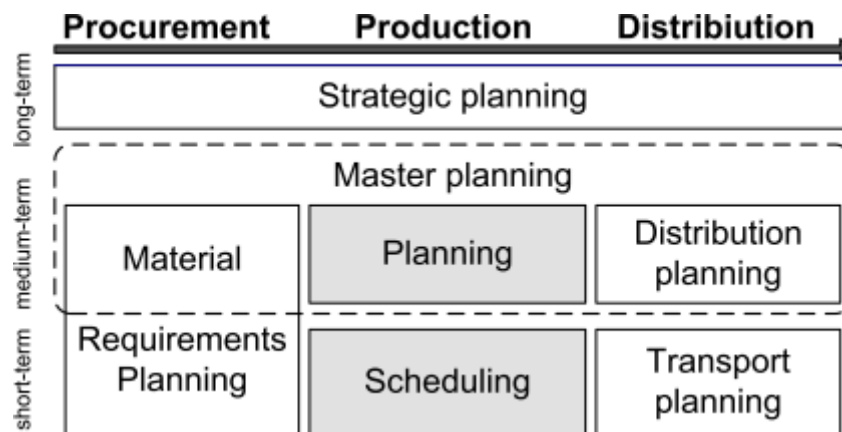 Procurement Production Distribiution
long-term
Strategic planning
medium-term
Master planning
Material
Planning
Distribution
planning
short-term
Requirements
Planning
Scheduling
Transport
planning